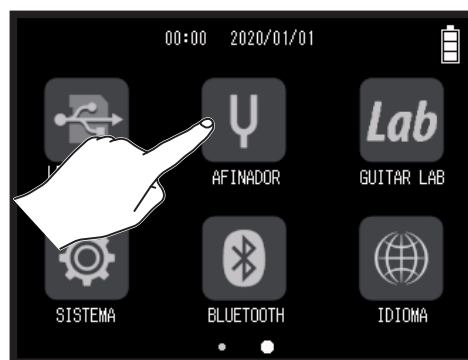 00:00 2020/01/01
Lab
AFINADOR
GUITAR LAB
SISTEMA
BLUETOOTH
IDIOMA